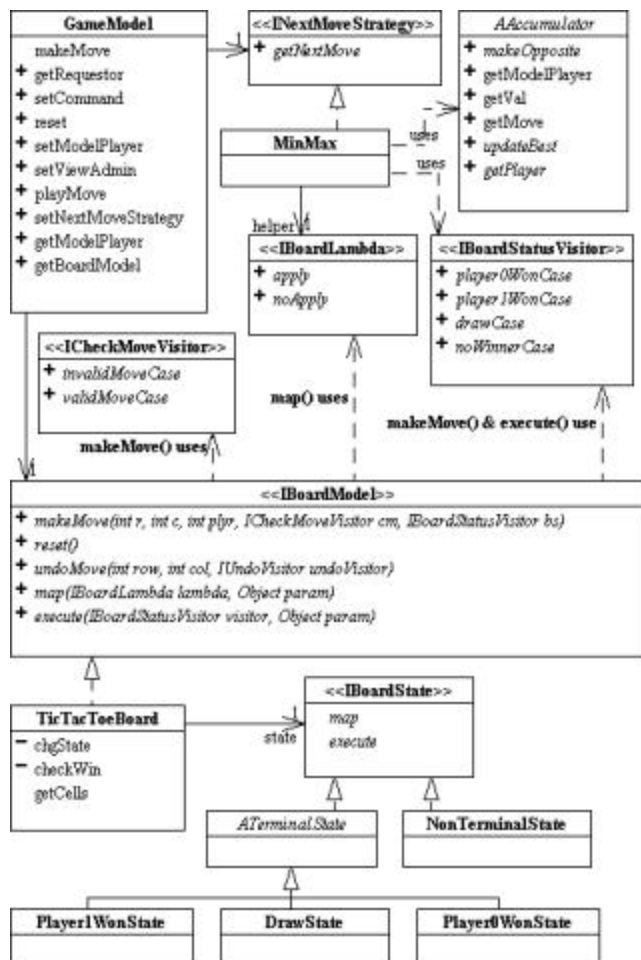 GameModel
makeMove
+ getRequestor
+ setCommand
+ reset
+ setModelPlayer
+ setViewAdmin
+ playMove
+ setNextMoveStrategy
+ getModelPlayer
+ getBoardModel
1
<<INextMoveStrategy>>
+ getNextMove
AAccumulator
+ makeOpposite
+ getModelPlayer
+ getVal
+ getMove
+ updateBest
+ getPlayer
MinMax
uses
uses
helper 1
<<IBoardLambda>>
+ apply
+ noApply
<<IBoardStatusVisitor>>
+ player0WonCase
+ player1WonCase
+ drawCase
+ noWinnerCase
<<ICheckMoveVisitor>>
+ invalidMoveCase
+ validMoveCase
map() uses
makeMove() & execute() use
makeMove() uses
1
<<IBoardModel>>
+ makeMove(int r, int c, int plyr, ICheckMoveVisitor cm, IBoardStatusVisitor bs)
+ reset()
+ undoMove(int row, int col, IUndoVisitor undoVisitor)
+ map(IBoardLambda lambda, Object param)
+ execute(IBoardStatusVisitor visitor, Object param)
TicTacToeBoard
- chgState
- checkWin
getCells
1
state
<<IBoardState>>
map
execute
ATerminalState
NonTerminalState
Player1WonState
DrawState
Player0WonState